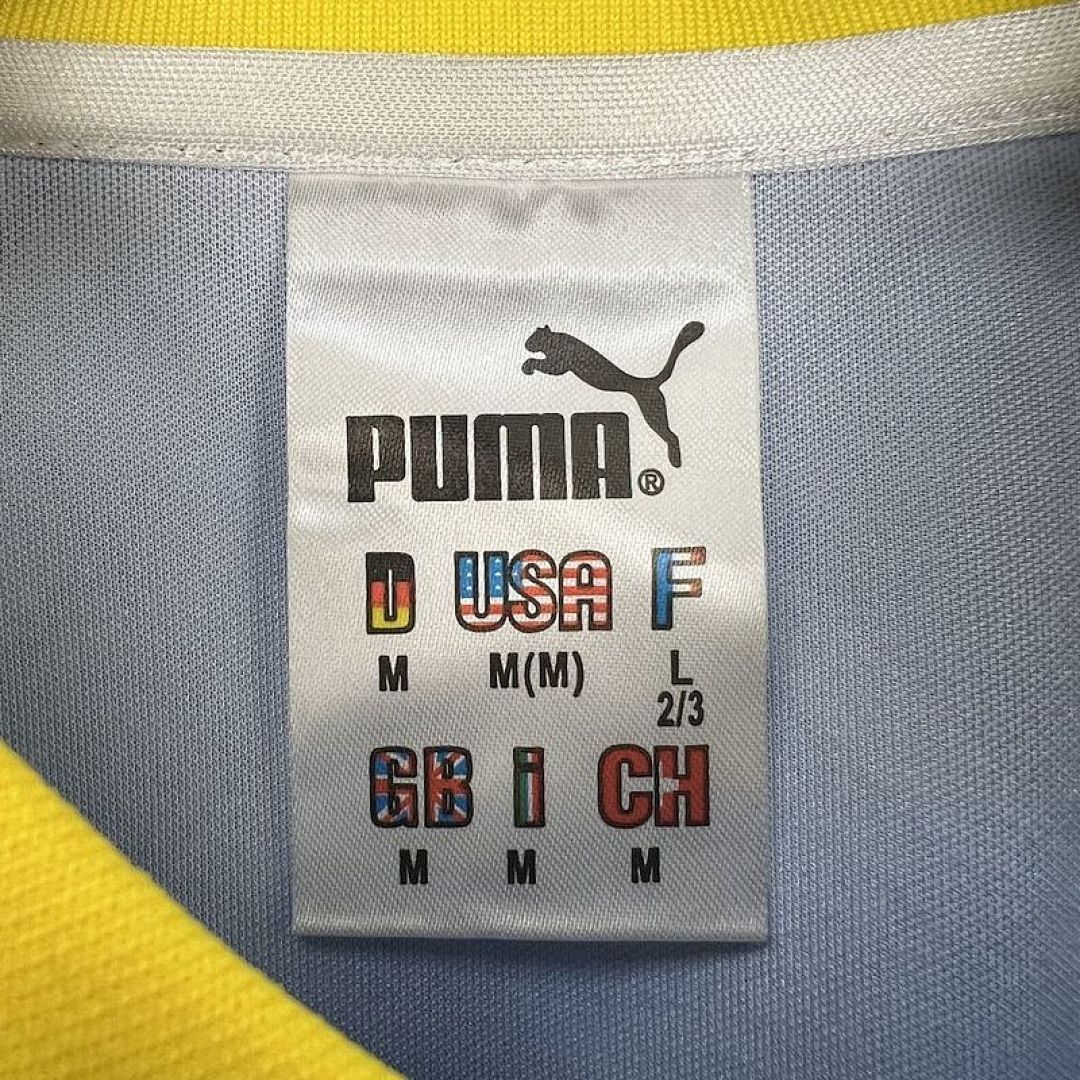 PUMA®
D USA F
M M(M) L
2/3
GB i CH
M M M